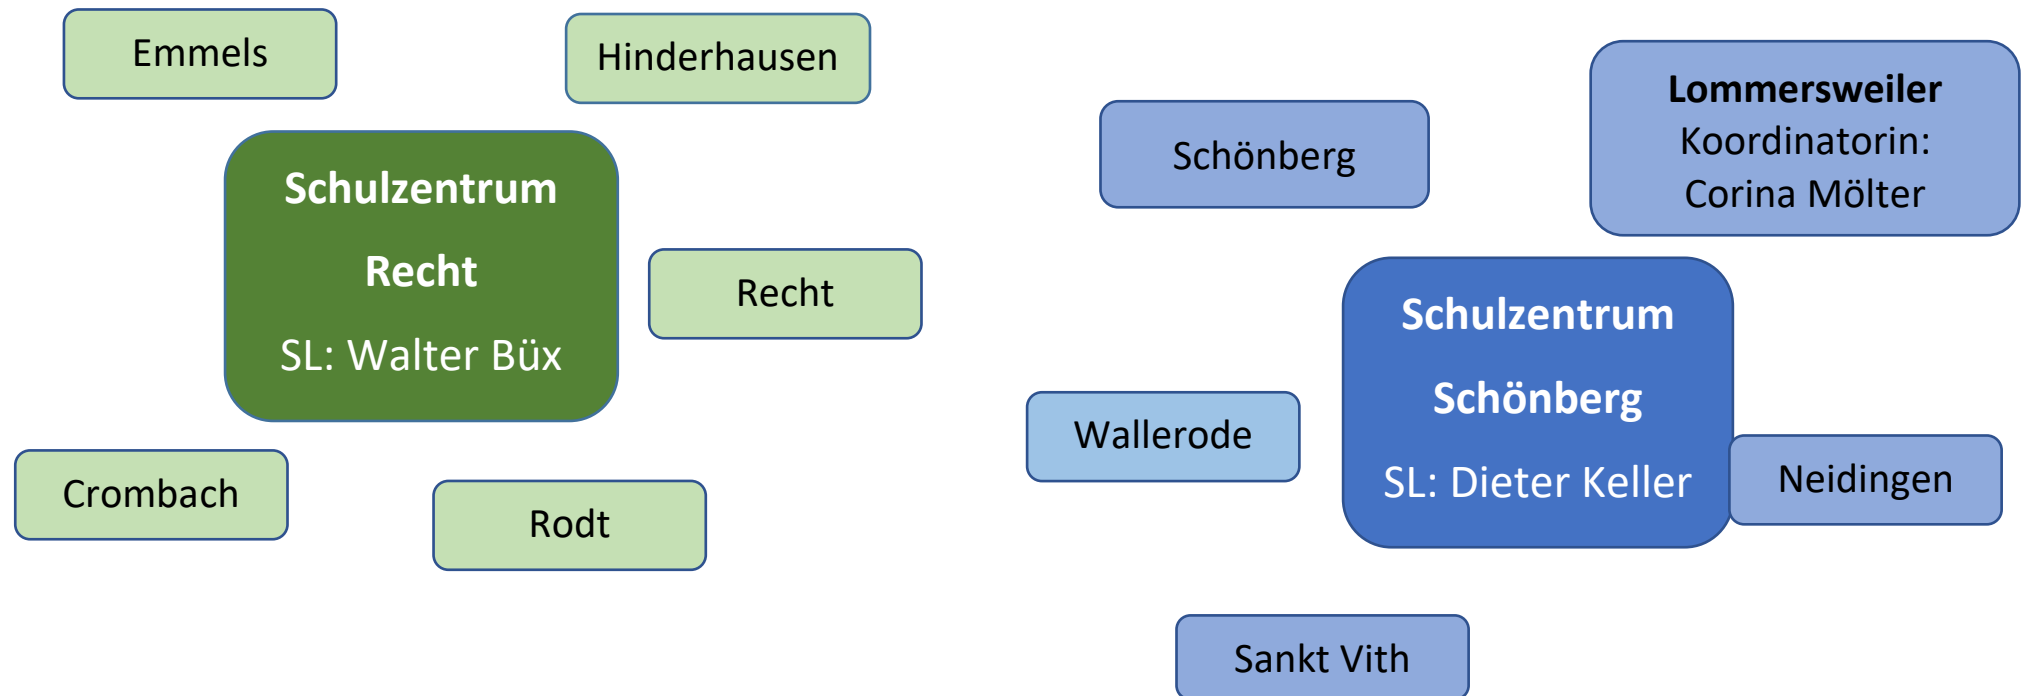 Emmels
Hinderhausen
Schulzentrum
Recht
SL: Walter Büx
Recht
Crombach
Rodt
Schönberg
Lommersweiler
Koordinatorin:
Corina Mölter
Schulzentrum
Schönberg
SL: Dieter Keller
Wallerode
Neidingen
Sankt Vith